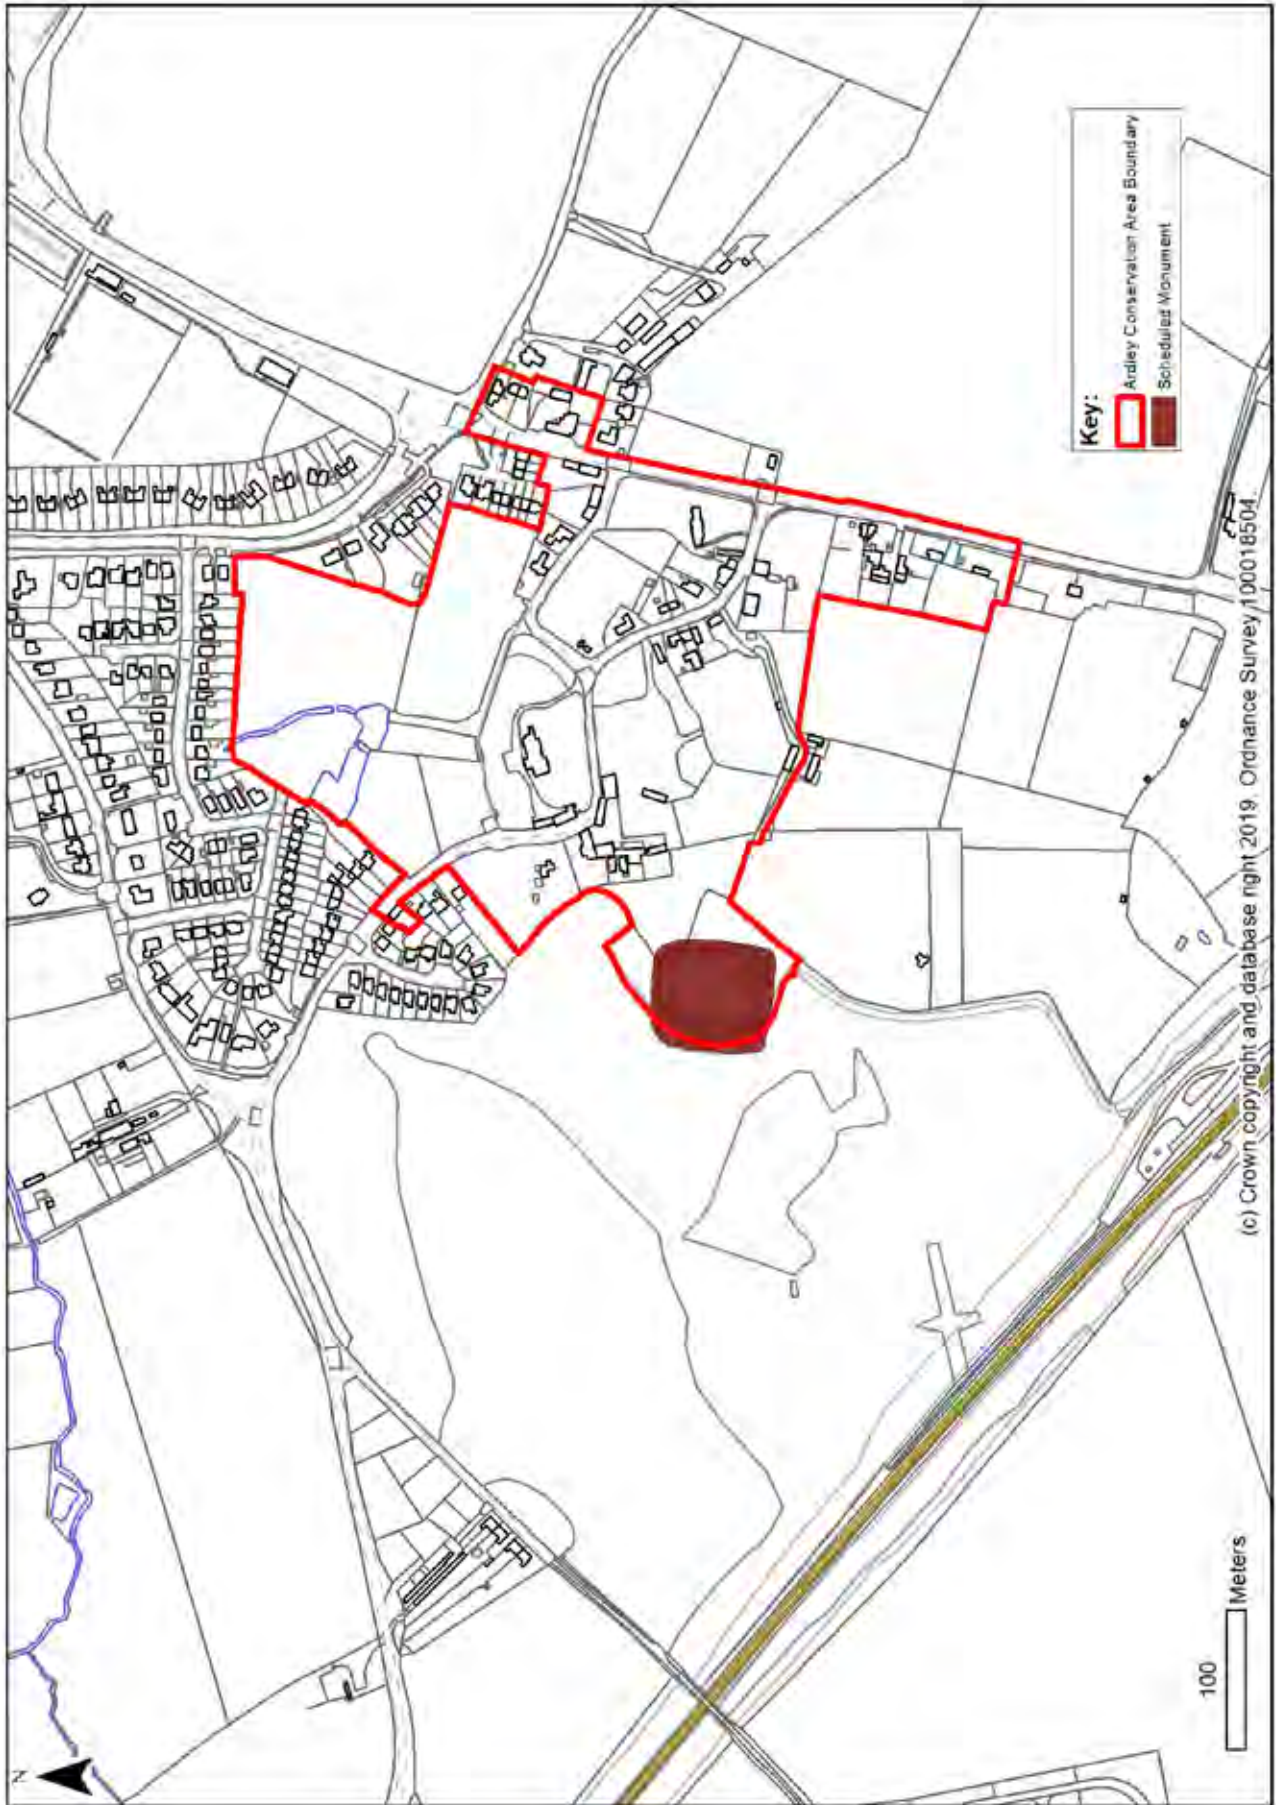 N
Key:
Ardley Conservation Area Boundary
Scheduled Monument
100
Meters
(c) Crown copyright and database right 2019. Ordnance Survey 100018504.